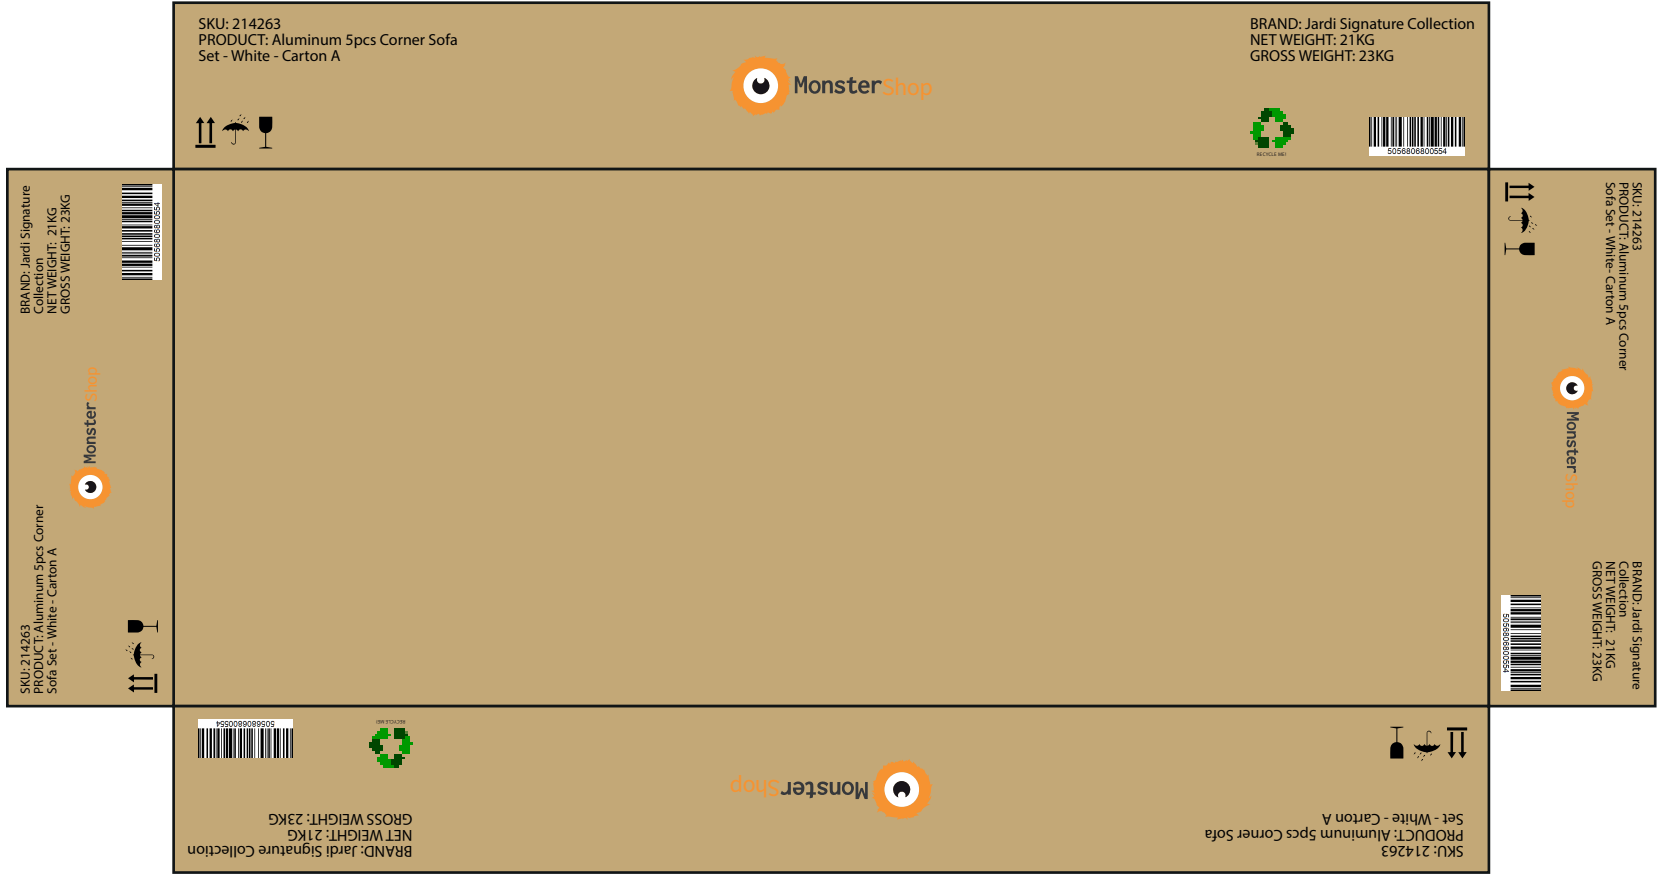 SKU: 214263
PRODUCT: Aluminum 5pcs Corner Sofa
Set - White - Carton A
MonsterShop
BRAND: Jardi Signature Collection
NET WEIGHT: 21KG
GROSS WEIGHT: 23KG
RECYCLE ME!
5056806800554
BRAND: Jardi Signature
Collection
NET WEIGHT: 21KG
GROSS WEIGHT: 23KG
5056806800554
MonsterShop
SKU: 214263
PRODUCT: Aluminum 5pcs Corner
Sofa Set - White - Carton A
SKU: 214263
PRODUCT: Aluminum 5pcs Corner
Sofa Set - White- Carton A
MonsterShop
BRAND: Jardi Signature
Collection
NET WEIGHT: 21KG
GROSS WEIGHT: 23KG
5056806800554
SKU: 214263
PRODUCT: Aluminum 5pcs Corner Sofa
Set - White - Carton A
MonsterShop
BRAND: Jardi Signature Collection
NET WEIGHT: 21KG
GROSS WEIGHT: 23KG
RECYCLE ME!
5056806800554